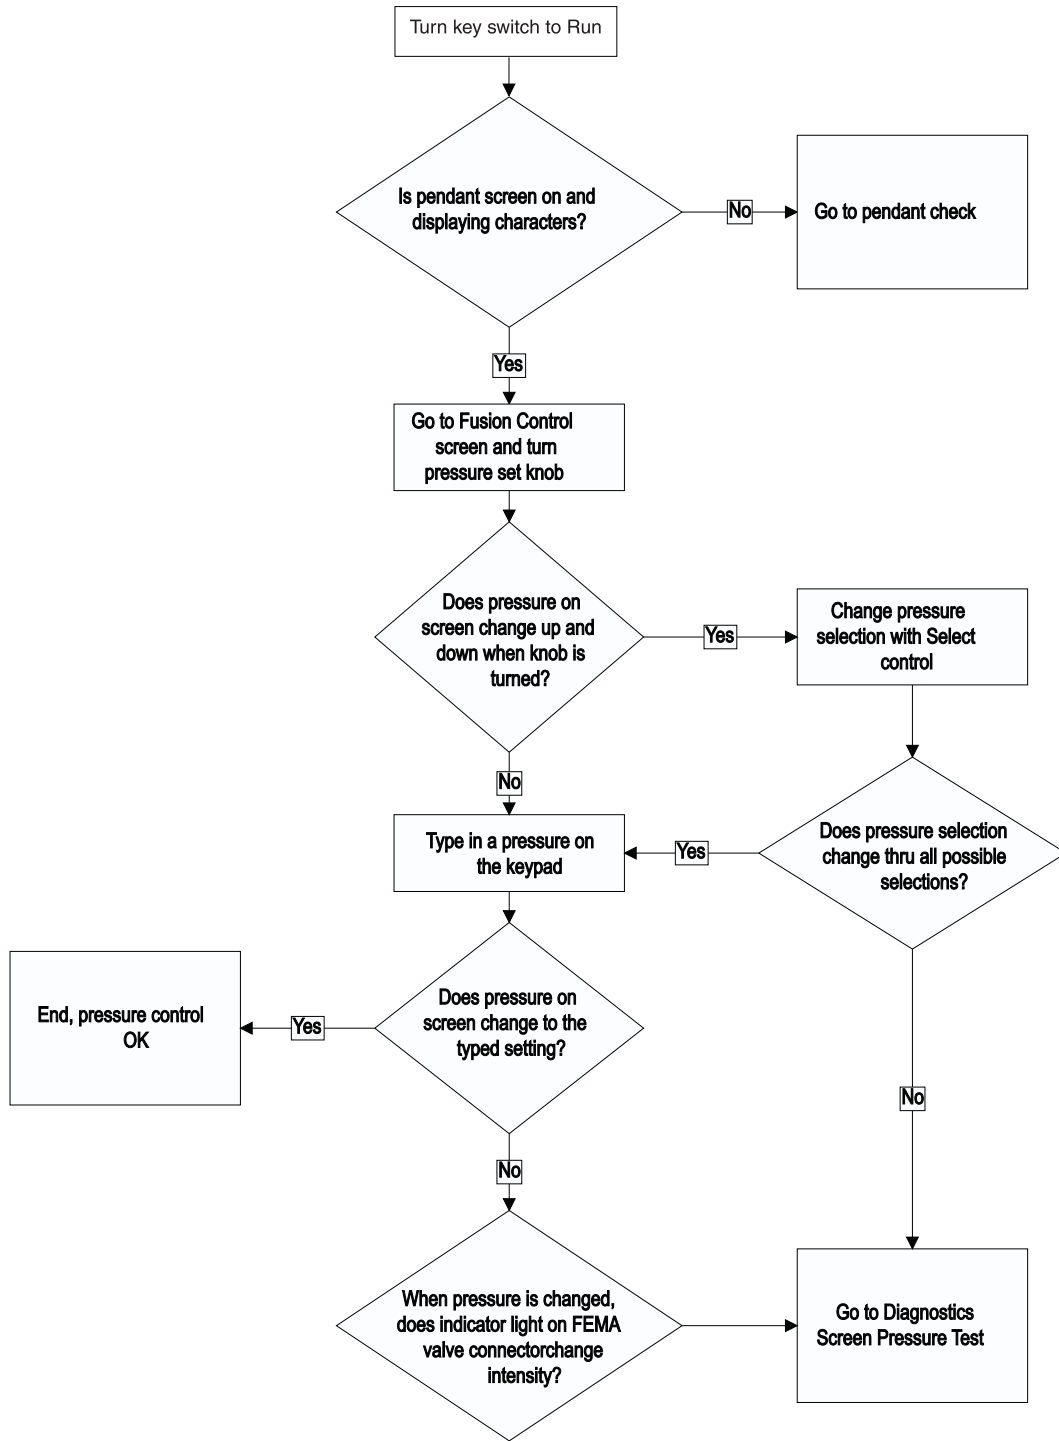 Turn key switch to Run
Is pendant screen on and
displaying characters?
No
Go to pendant check
Yes
Go to Fusion Control
screen and turn
pressure set knob
Does pressure on
screen change up and
down when knob is
turned?
Yes
Change pressure
selection with Select
control
No
Type in a pressure on
the keypad
Yes
Does pressure selection
change thru all possible
selections?
End, pressure control
OK
Yes
Does pressure on
screen change to the
typed setting?
No
No
When pressure is changed,
does indicator light on FEMA
valve connectorchange
intensity?
Go to Diagnostics
Screen Pressure Test